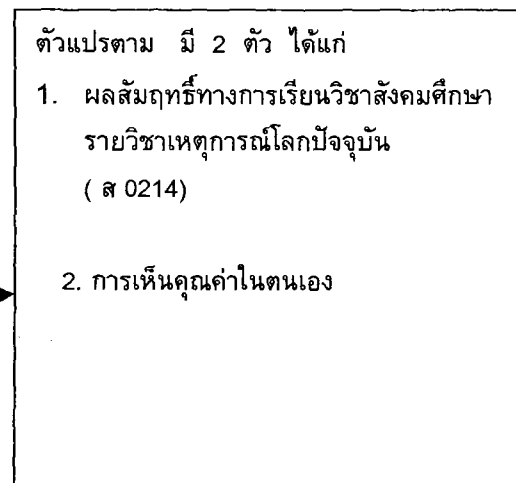 ตัวแปรตาม มี 2 ตัว ได้แก่
1. ผลสัมฤทธิ์ทางการเรียนวิชาสังคมศึกษา
รายวิชาเหตุการณ์โลกปัจจุบัน
( ส 0214)
2. การเห็นคุณค่าในตนเอง